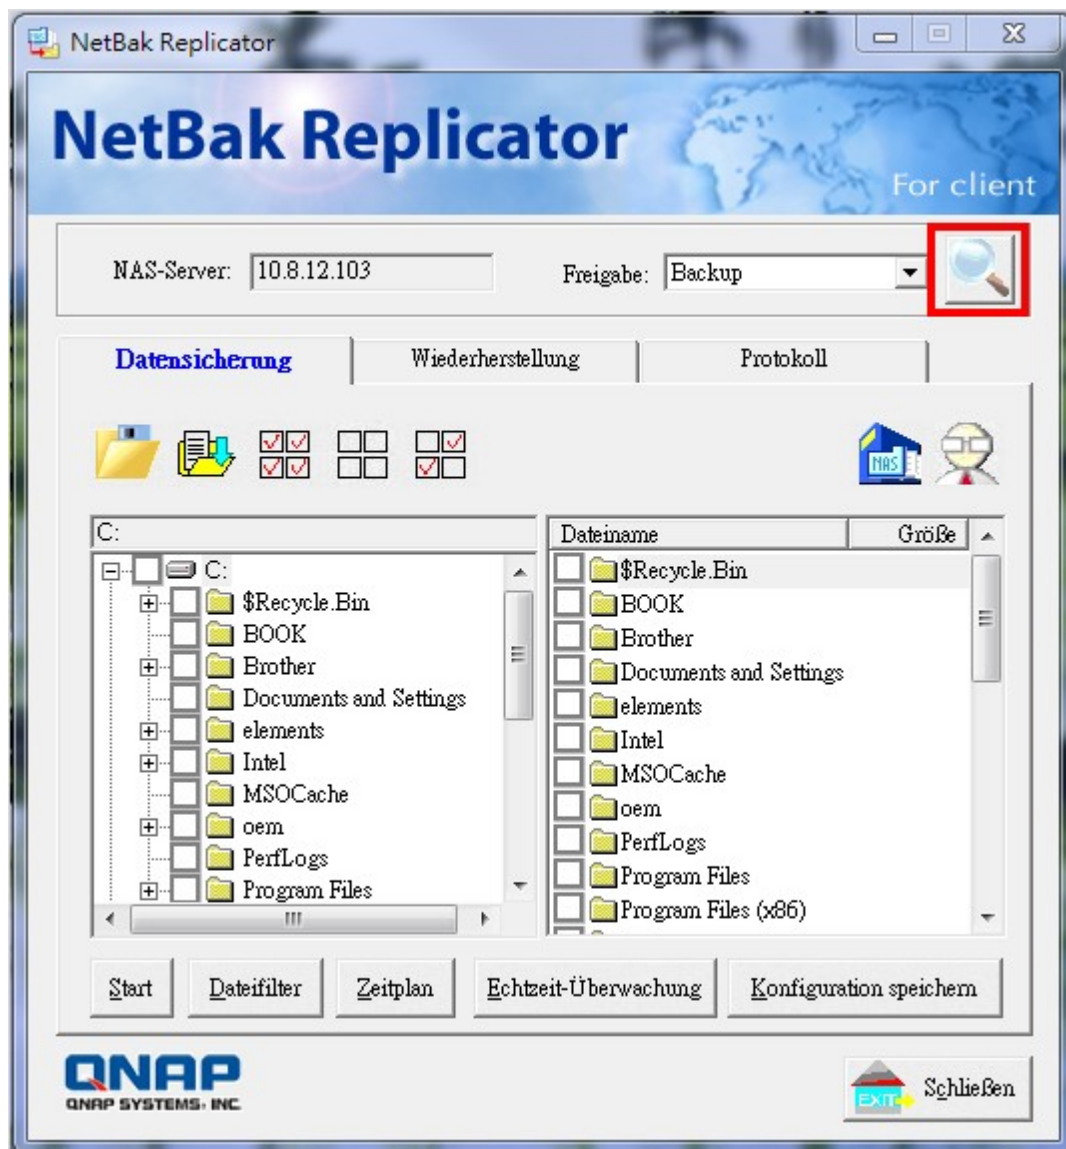 NetBak Replicator
NetBak Replicator
For client
NAS-Server: 10.8.12.103 Freigabe: Backup
Datensicherung Wiederherstellung Protokoll
NAS
C: Dateiname Größe
C: $Recycle.Bin
$Recycle.Bin BOOK
BOOK Brother
Brother Documents and Settings
Documents and Settings elements
elements Intel
Intel MSOCache
MSOCache oem
oem PerfLogs
PerfLogs Program Files
Program Files Program Files (x86)
Start Dateifilter Zeitplan Echtzeit-Überwachung Konfiguration speichern
QNAP
QNAP SYSTEMS, INC.
EXIT Schließen